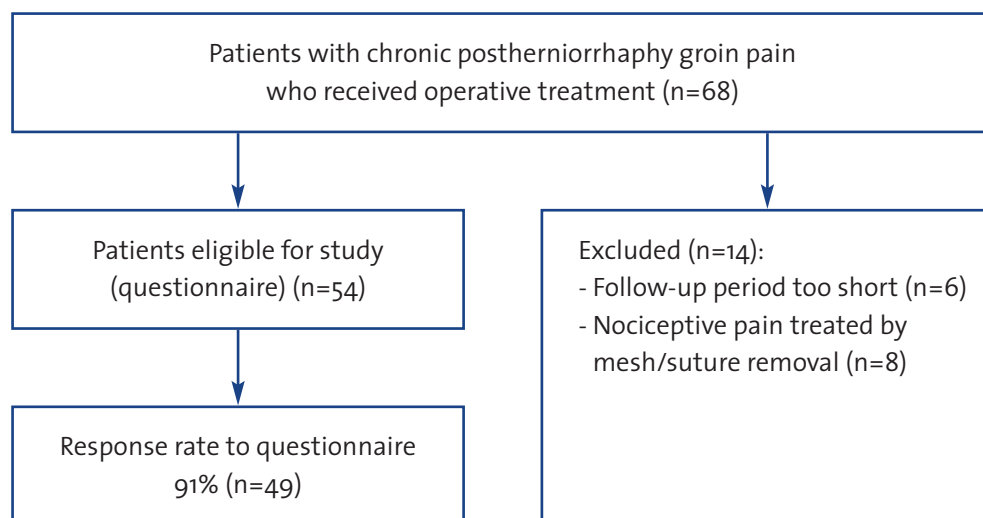 Patients with chronic postherniorrhaphy groin pain
who received operative treatment (n=68)
Patients eligible for study
(questionnaire) (n=54)
Excluded (n=14):
- Follow-up period too short (n=6)
- Nociceptive pain treated by
mesh/suture removal (n=8)
Response rate to questionnaire
91% (n=49)